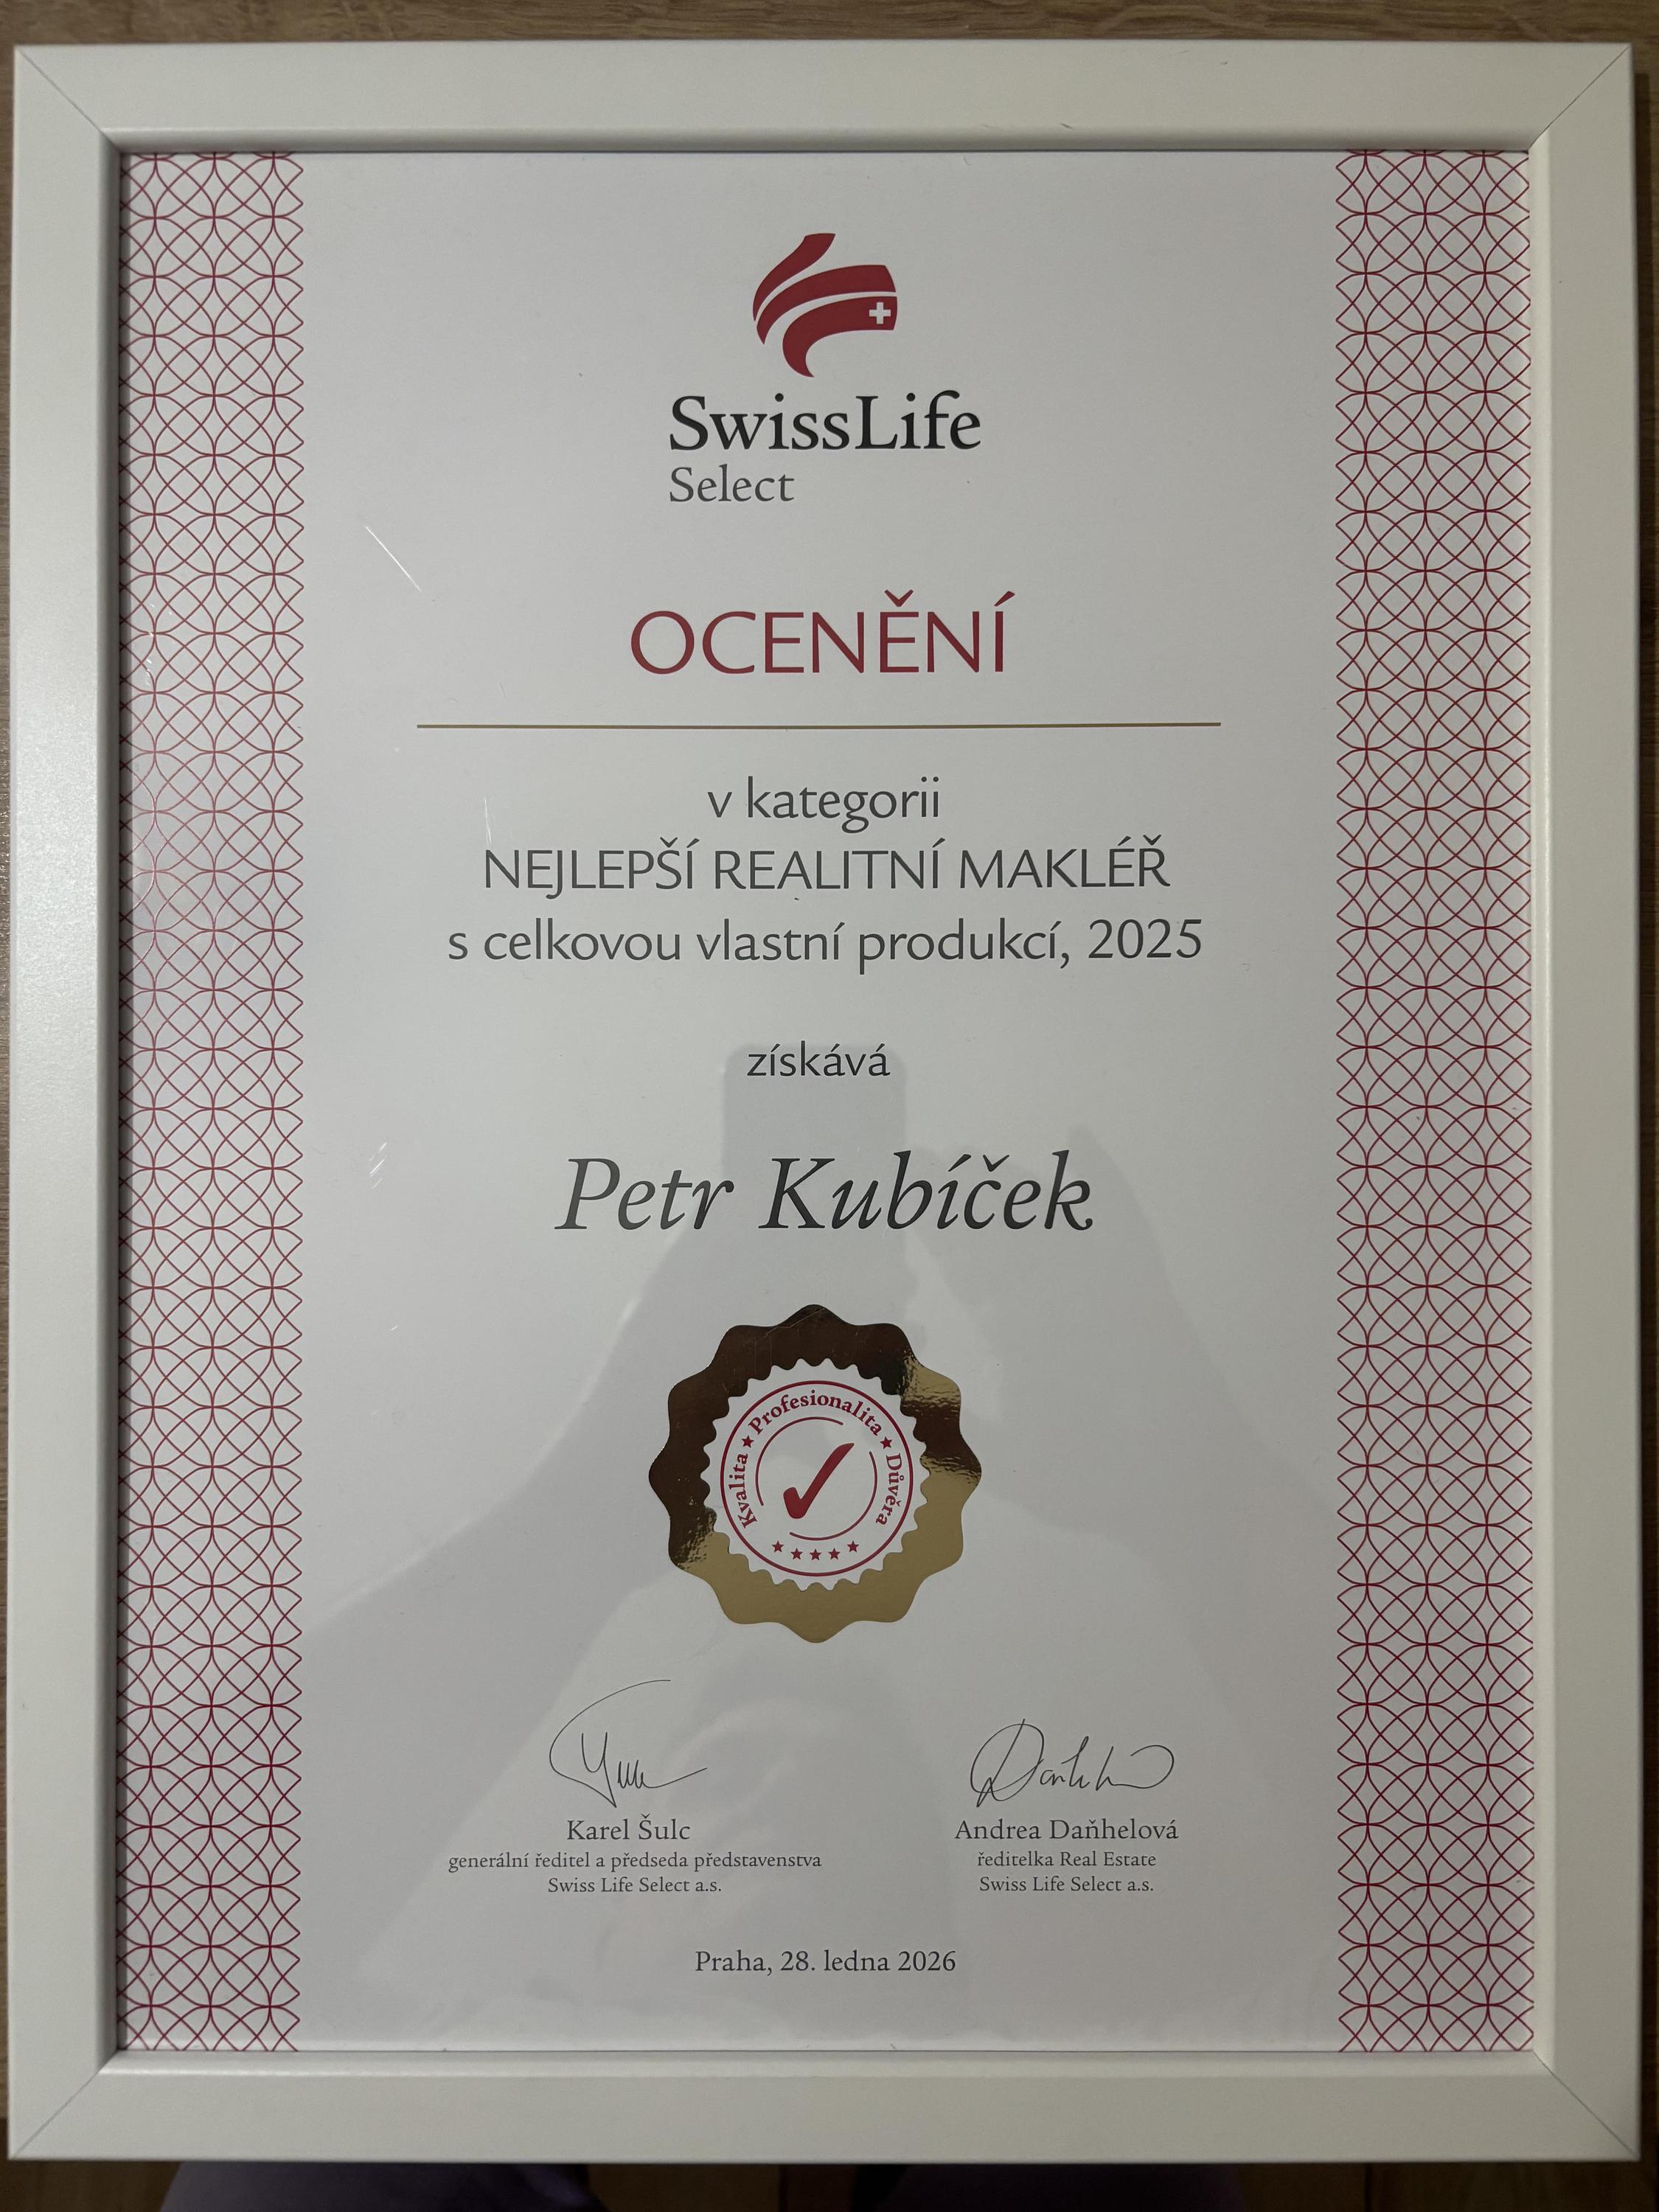 SwissLife
Select
OCENĚNÍ
v kategorii
NEJLEPŠÍ REALITNÍ MAKLÉŘ
s celkovou vlastní produkcí, 2025
získává
Petr Kubíček
Kvalita ★ Profesionalita ★ Důvěra
Karel Šulc
generální ředitel a předseda představenstva
Swiss Life Select a.s.
Andrea Daňhelová
ředitelka Real Estate
Swiss Life Select a.s.
Praha, 28. ledna 2026